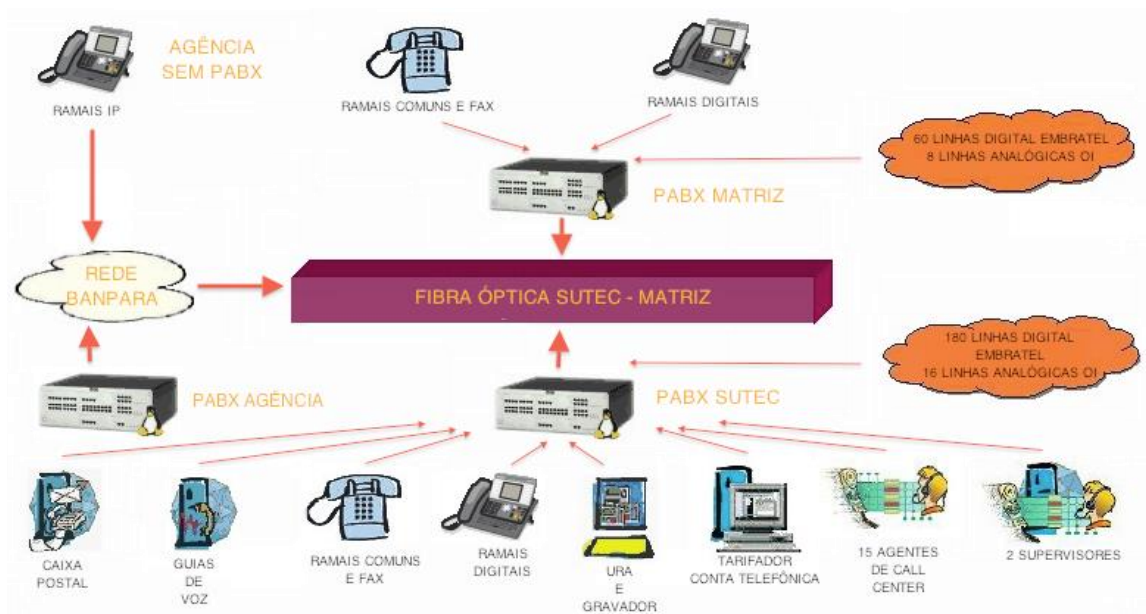 AGÊNCIA
SEM PABX
RAMAIS IP
RAMAIS COMUNS E FAX
RAMAIS DIGITAIS
60 LINHAS DIGITAL EMBRATEL
8 LINHAS ANALÓGICAS OI
PABX MATRIZ
REDE
BANPARA
FIBRA ÓPTICA SUTEC - MATRIZ
180 LINHAS DIGITAL
EMBRATEL
16 LINHAS ANALÓGICAS OI
PABX AGÊNCIA
PABX SUTEC
CAIXA
POSTAL
GUIAS
DE
VOZ
RAMAIS COMUNS
E FAX
RAMAIS
DIGITAIS
URA
E
GRAVADOR
TARIFADOR
CONTA TELEFÔNICA
15 AGENTES
DE CALL
CENTER
2 SUPERVISORES